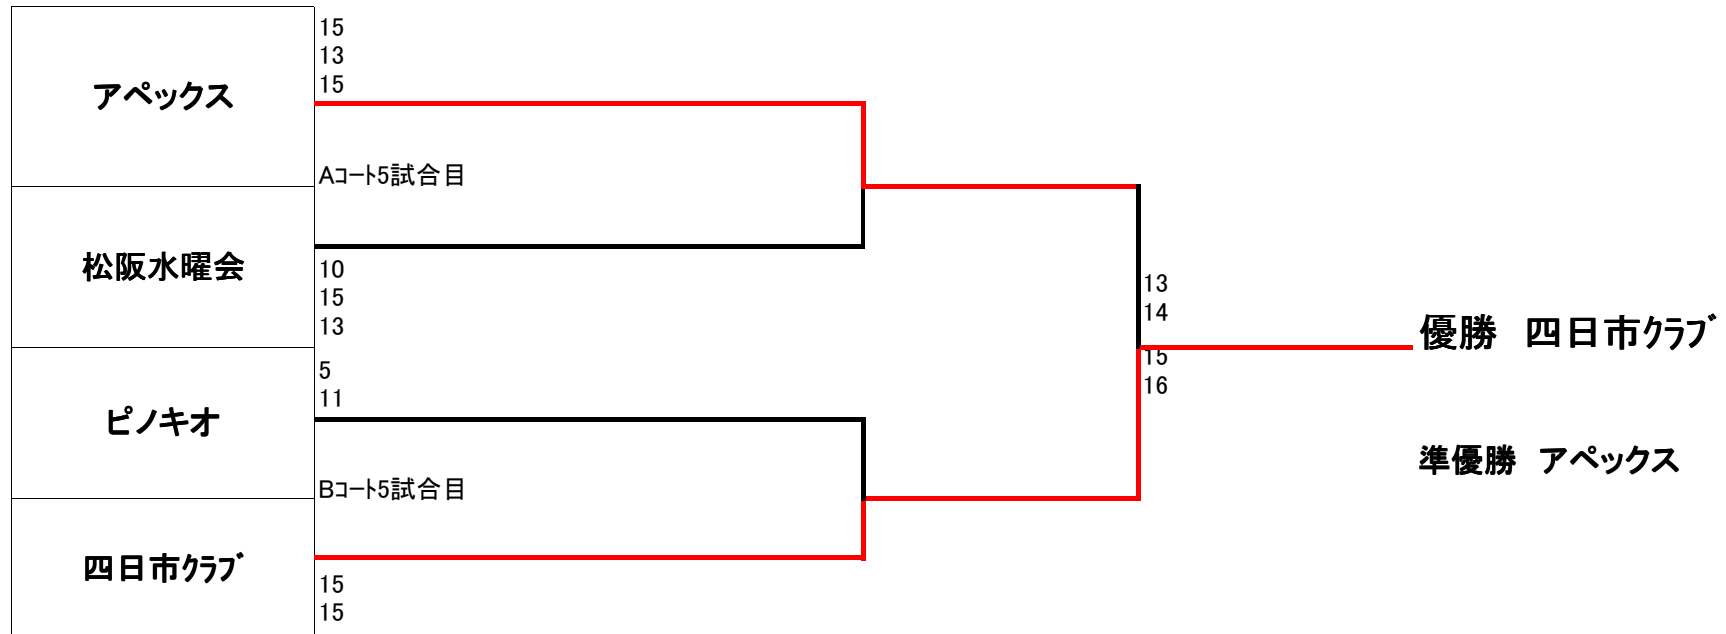 15
13
15
アペックス
Aｺｰﾄ5試合目
松阪水曜会
10
15
13
5
11
ピノキオ
Bｺｰﾄ5試合目
四日市ｸﾗﾌﾞ
15
15
13
14
15
16
優勝　四日市ｸﾗﾌﾞ
準優勝　アペックス